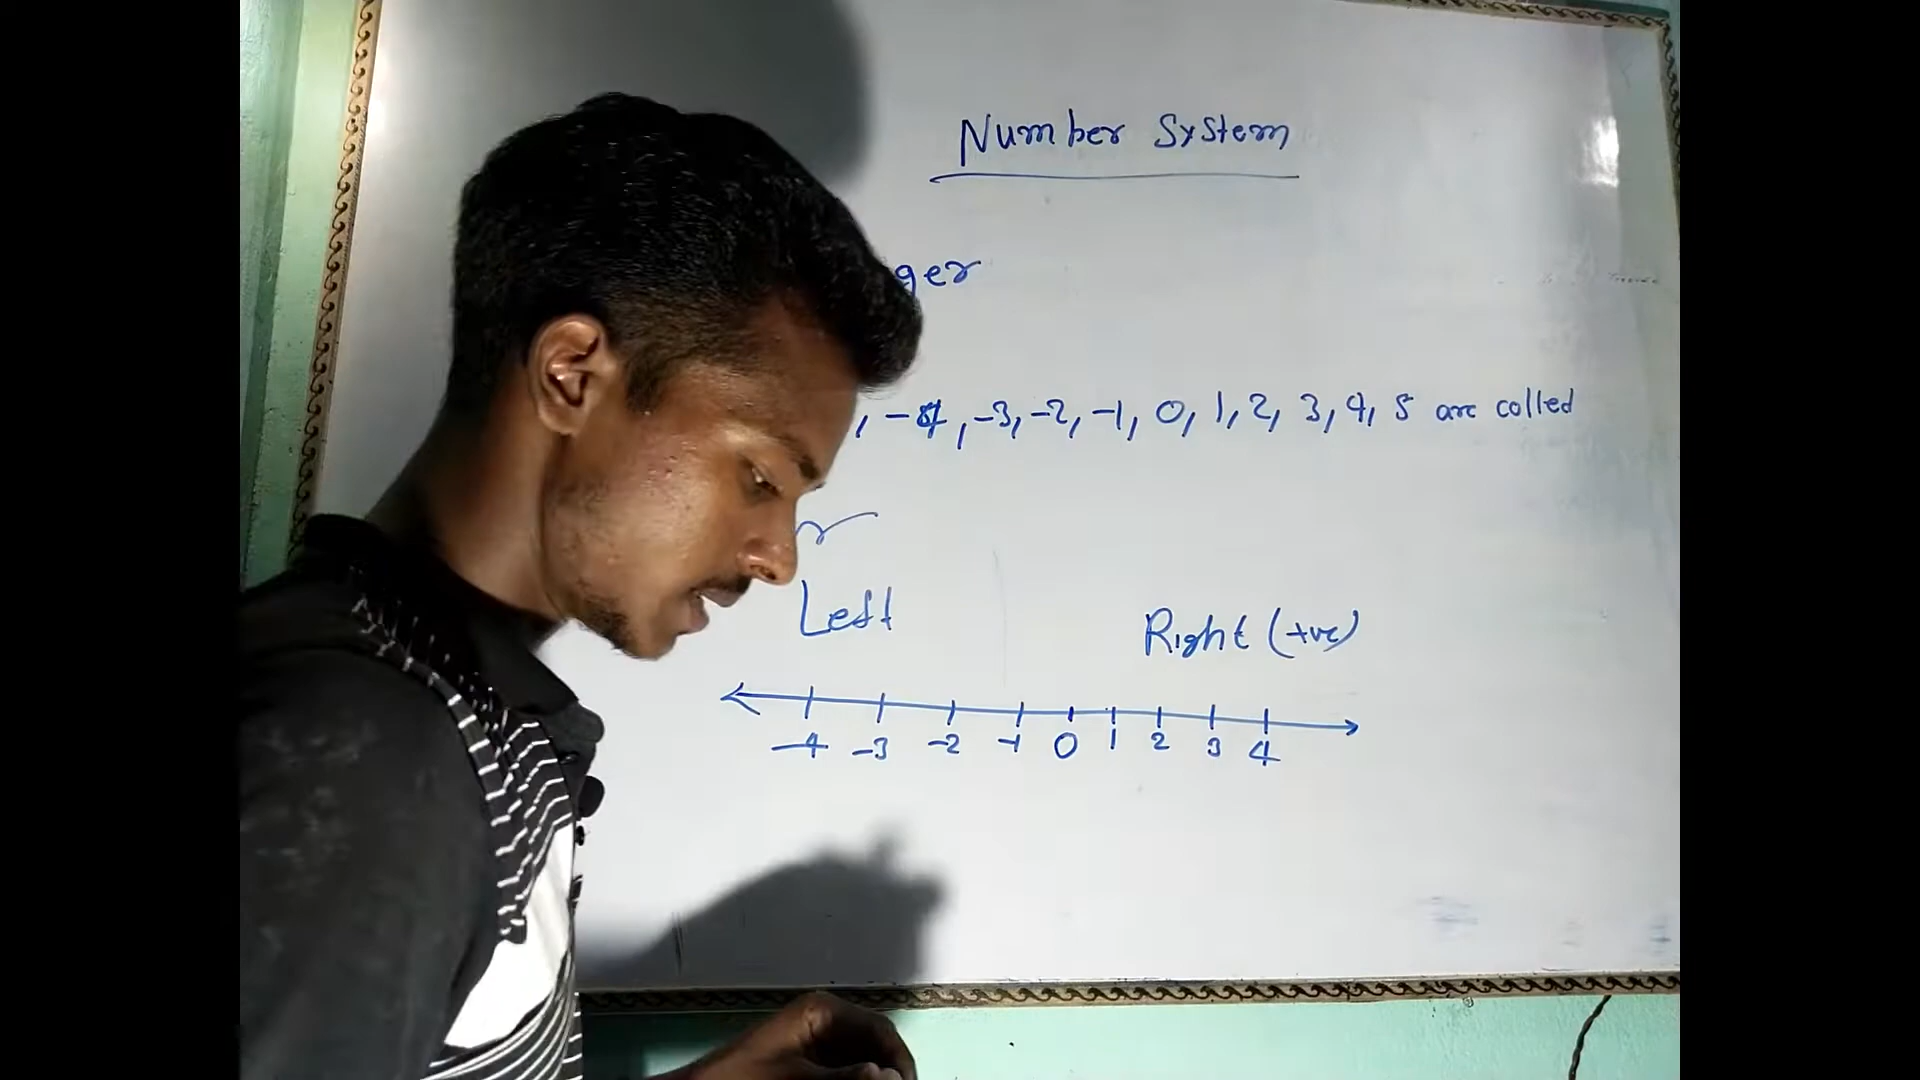 Number System
ger
, -4, -3, -2, -1, 0, 1, 2, 3, 4, 5 are called
r
Left Right (+ve)
-4 -3 -2 -1 0 1 2 3 4